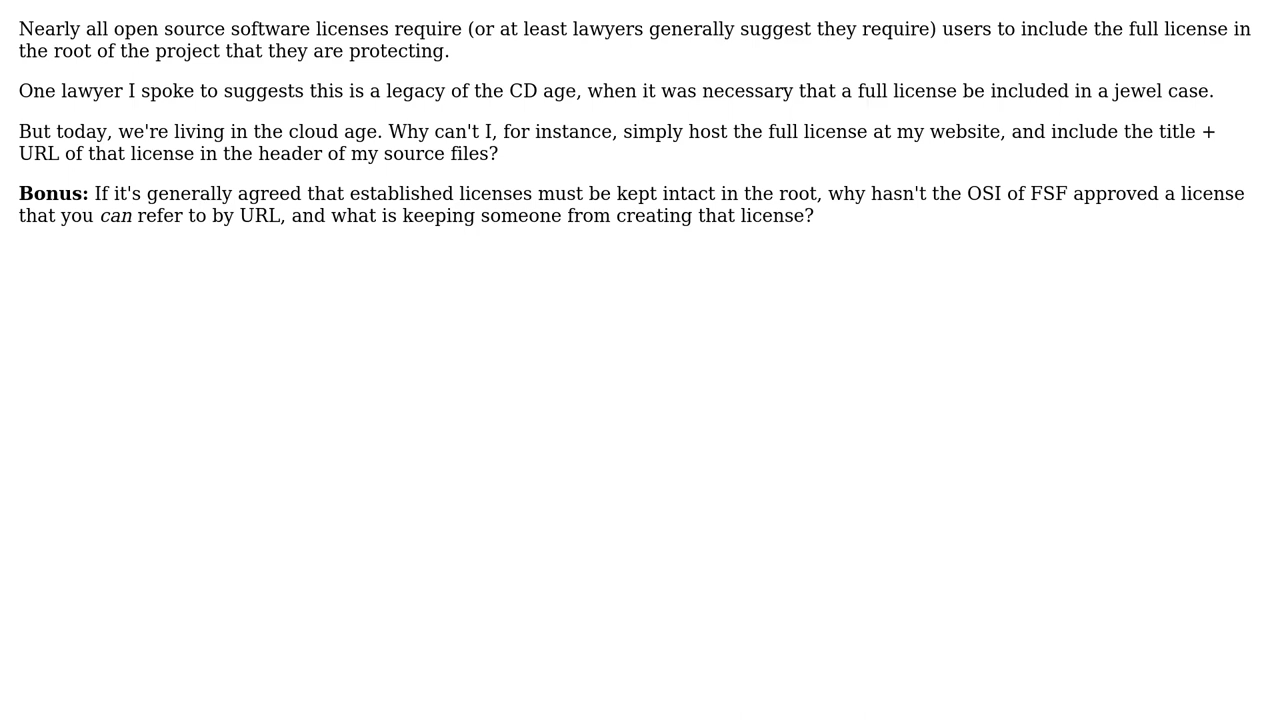 Nearly all open source software licenses require (or at least lawyers generally suggest they require) users to include the full license in
the root of the project that they are protecting.
One lawyer I spoke to suggests this is a legacy of the CD age, when it was necessary that a full license be included in a jewel case.
But today, we're living in the cloud age. Why can't I, for instance, simply host the full license at my website, and include the title +
URL of that license in the header of my source files?
Bonus: If it's generally agreed that established licenses must be kept intact in the root, why hasn't the OSI of FSF approved a license
that you can refer to by URL, and what is keeping someone from creating that license?